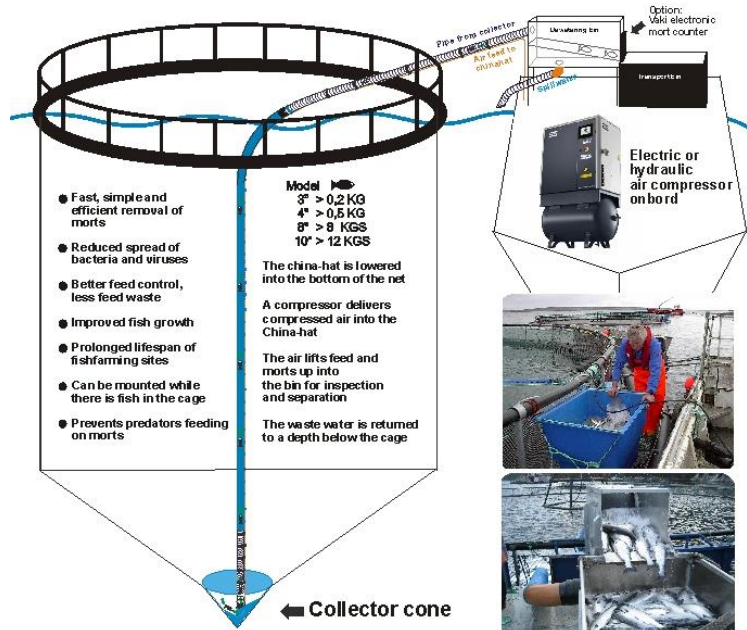 Option:
Vaki electronic
mort counter
Pipe from collector
Air feed to
chinahat
Dewatering bin
Spillwater
Transport bin
Electric or
hydraulic
air compressor
onbord
● Fast, simple and
efficient removal of
morts
● Reduced spread of
bacteria and viruses
● Better feed control,
less feed waste
● Improved fish growth
● Prolonged lifespan of
fishfarming sites
● Can be mounted while
there is fish in the cage
● Prevents predators feeding
on morts
Model
3" > 0,2 KG
4" > 0,5 KG
8" > 8 KGS
10" > 12 KGS
The china-hat is lowered
into the bottom of the net
A compressor delivers
compressed air into the
China-hat
The air lifts feed and
morts up into
the bin for inspection
and separation
The waste water is returned
to a depth below the cage
Collector cone